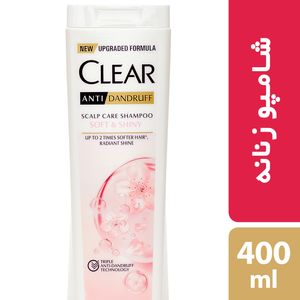 NEW UPGRADED FORMULA
CLEAR
ANTI DANDRUFF
SCALP CARE SHAMPOO
SOFT & SHINY
UP TO 2 TIMES SOFTER HAIR*,
RADIANT SHINE
TRIPLE
ANTI-DANDRUFF
TECHNOLOGY
شامپو زنانه
400
ml